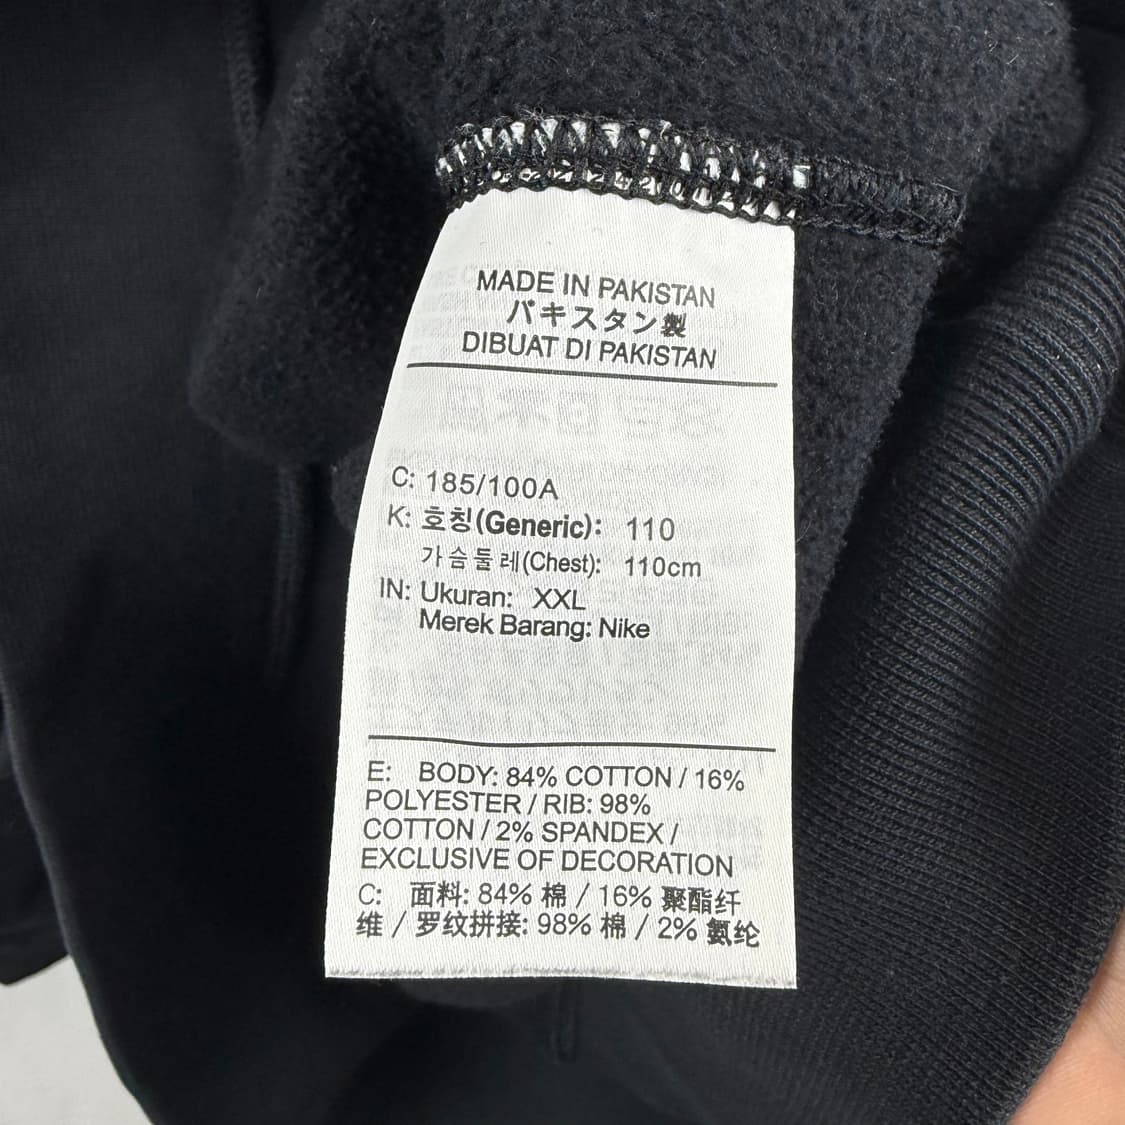 MADE IN PAKISTAN
パキスタン製
DIBUAT DI PAKISTAN
C: 185/100A
K: 호칭(Generic): 110
가슴둘레(Chest): 110cm
IN: Ukuran: XXL
Merek Barang: Nike
E: BODY: 84% COTTON / 16%
POLYESTER / RIB: 98%
COTTON / 2% SPANDEX /
EXCLUSIVE OF DECORATION
C: 面料: 84% 棉 / 16% 聚酯纤
维 / 罗纹拼接: 98% 棉 / 2% 氨纶